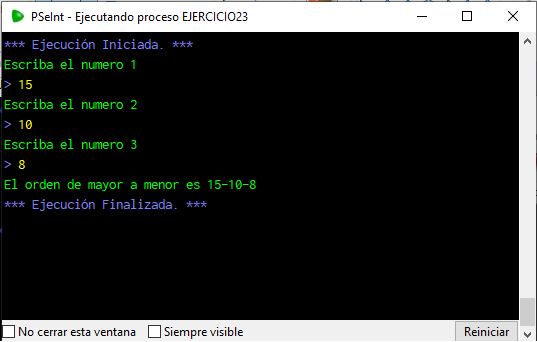 PSeInt - Ejecutando proceso EJERCICIO23
*** Ejecución Iniciada. ***
Escriba el numero 1
> 15
Escriba el numero 2
> 10
Escriba el numero 3
> 8
El orden de mayor a menor es 15-10-8
*** Ejecución Finalizada. ***
No cerrar esta ventana Siempre visible Reiniciar